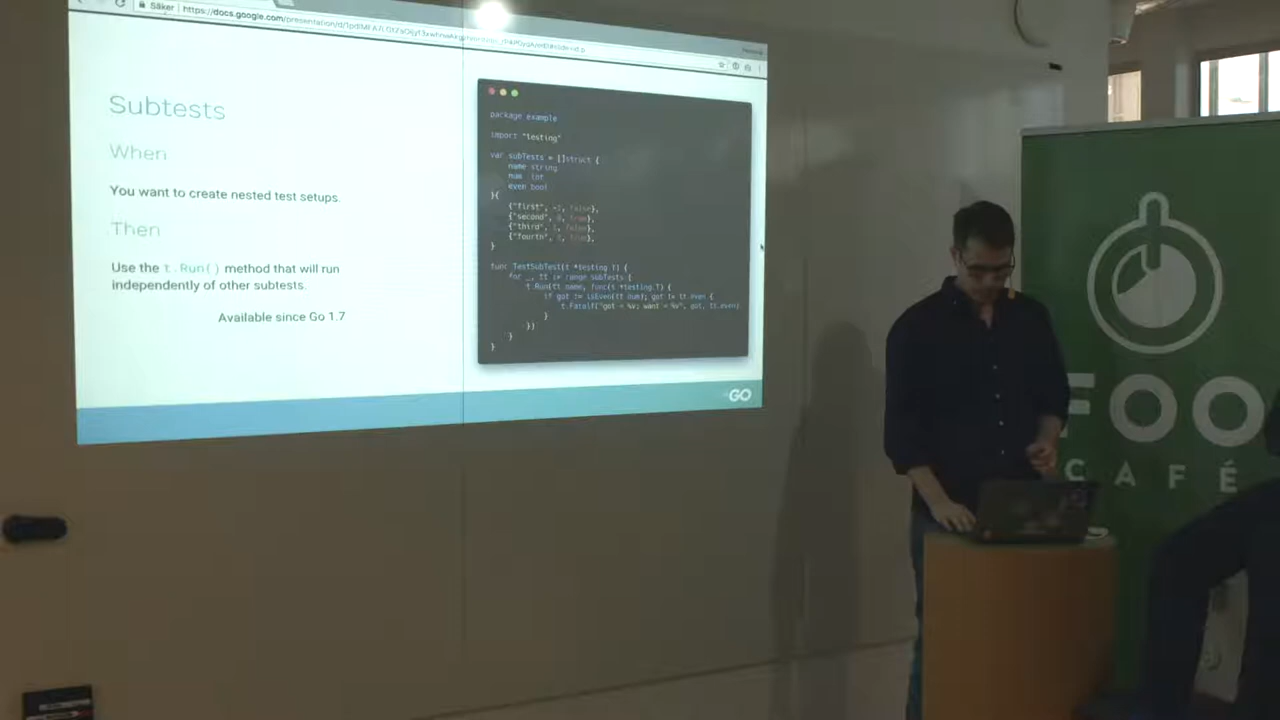 Säker | https://docs.google.com/presentation/d/
Subtests
When
You want to create nested test setups.
Then
Use the t.Run() method that will run
independently of other subtests.
Available since Go 1.7
package example
import "testing"
var subTests = []struct {
name string
num int
even bool
}{
{"first", false},
{"second", true},
{"third", false},
{"fourth", true},
}
func TestSubTest(t *testing.T) {
for _, tt := range subTests {
t.Run(tt.name, func(t *testing.T) {
if got := isEven(tt.num); got != tt.even {
t.Fatalf("got = %v; want = %v", got, tt.even)
}
})
}
}
GO
FOO
CAFÉ